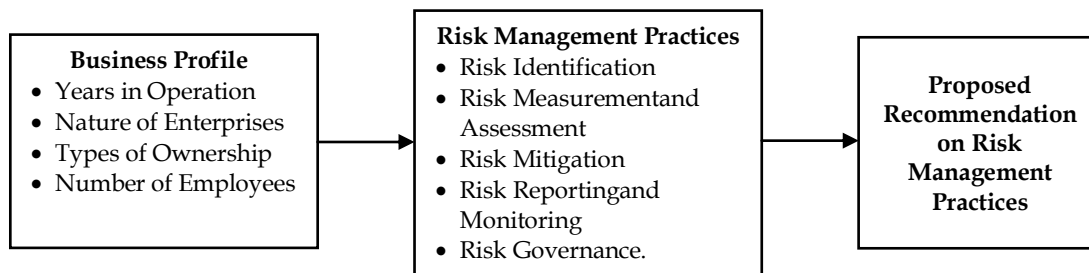 Business Profile
• Years in Operation
• Nature of Enterprises
• Types of Ownership
• Number of Employees
Risk Management Practices
• Risk Identification
• Risk Measurementand
Assessment
• Risk Mitigation
• Risk Reportingand
Monitoring
• Risk Governance.
Proposed
Recommendation
on Risk
Management
Practices